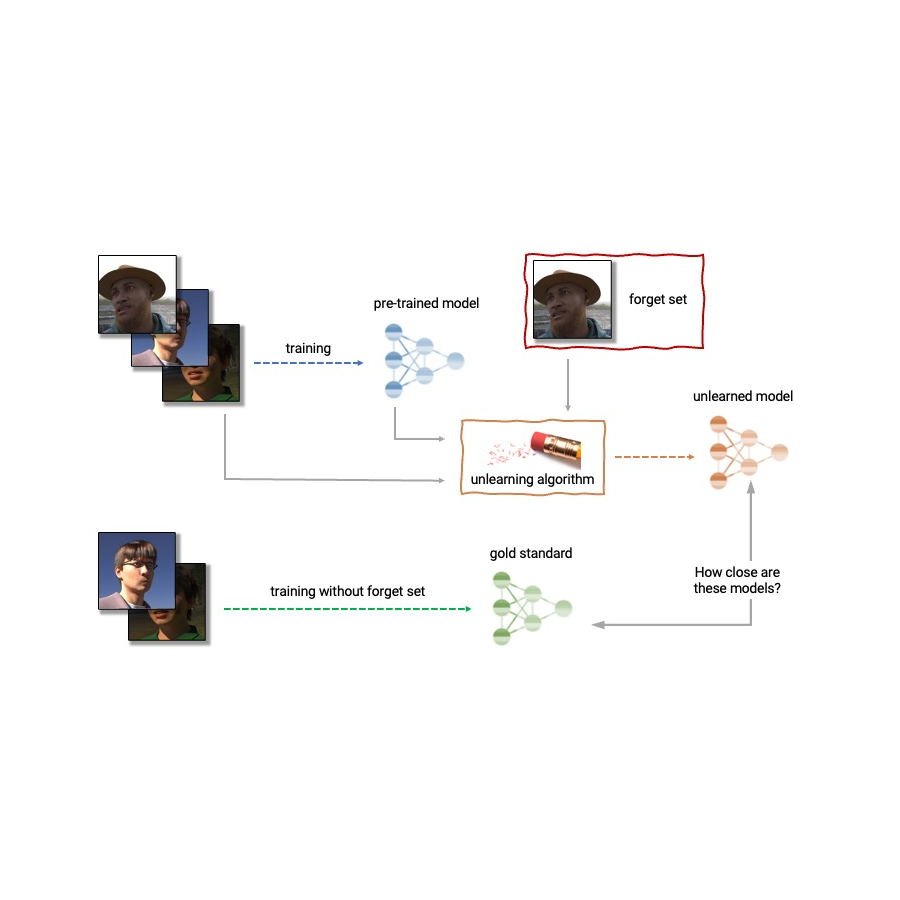 pre-trained model
forget set
training
unlearned model
unlearning algorithm
gold standard
training without forget set
How close are
these models?